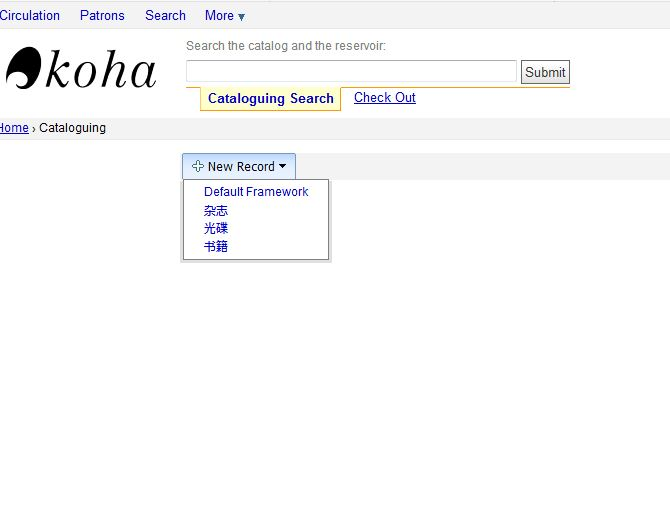 Circulation Patrons Search More
koha
Search the catalog and the reservoir:
Submit
Cataloguing Search Check Out
Home › Cataloguing
New Record
Default Framework
杂志
光碟
书籍